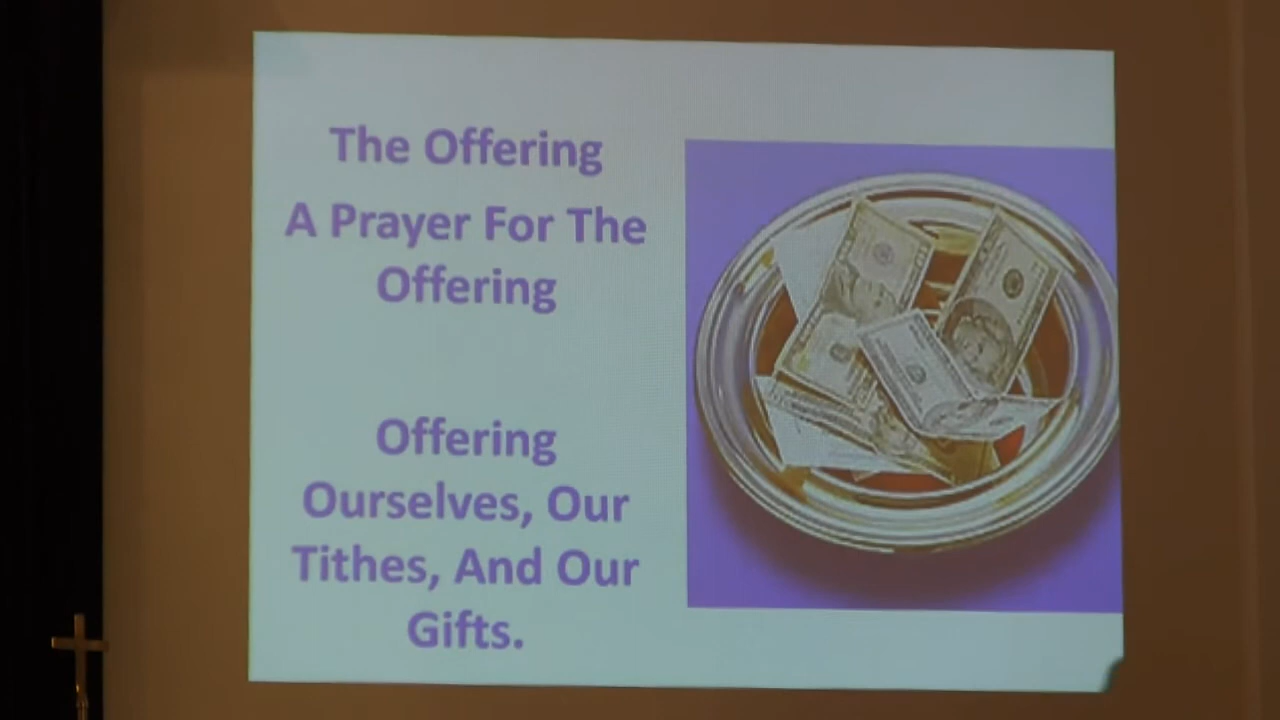 The Offering
A Prayer For The
Offering
Offering
Ourselves, Our
Tithes, And Our
Gifts.